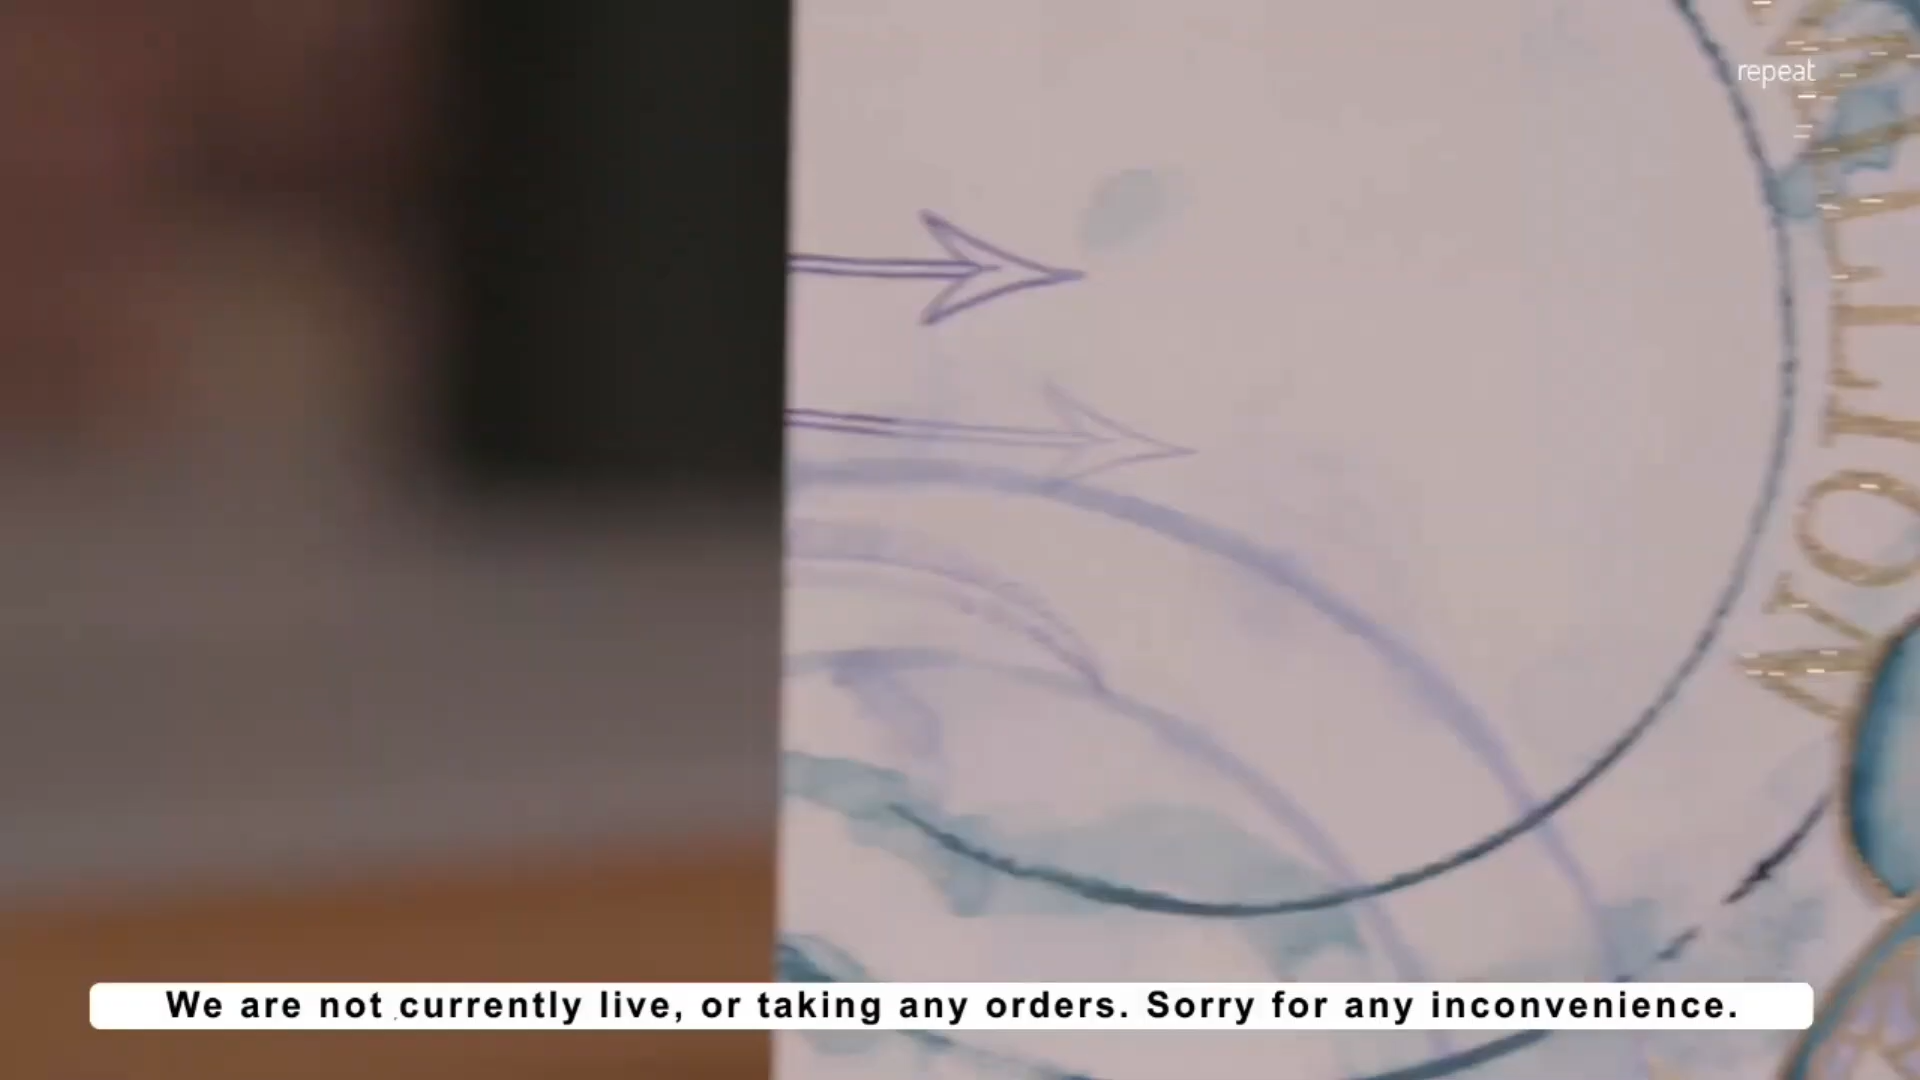 repeat
We are not currently live, or taking any orders. Sorry for any inconvenience.